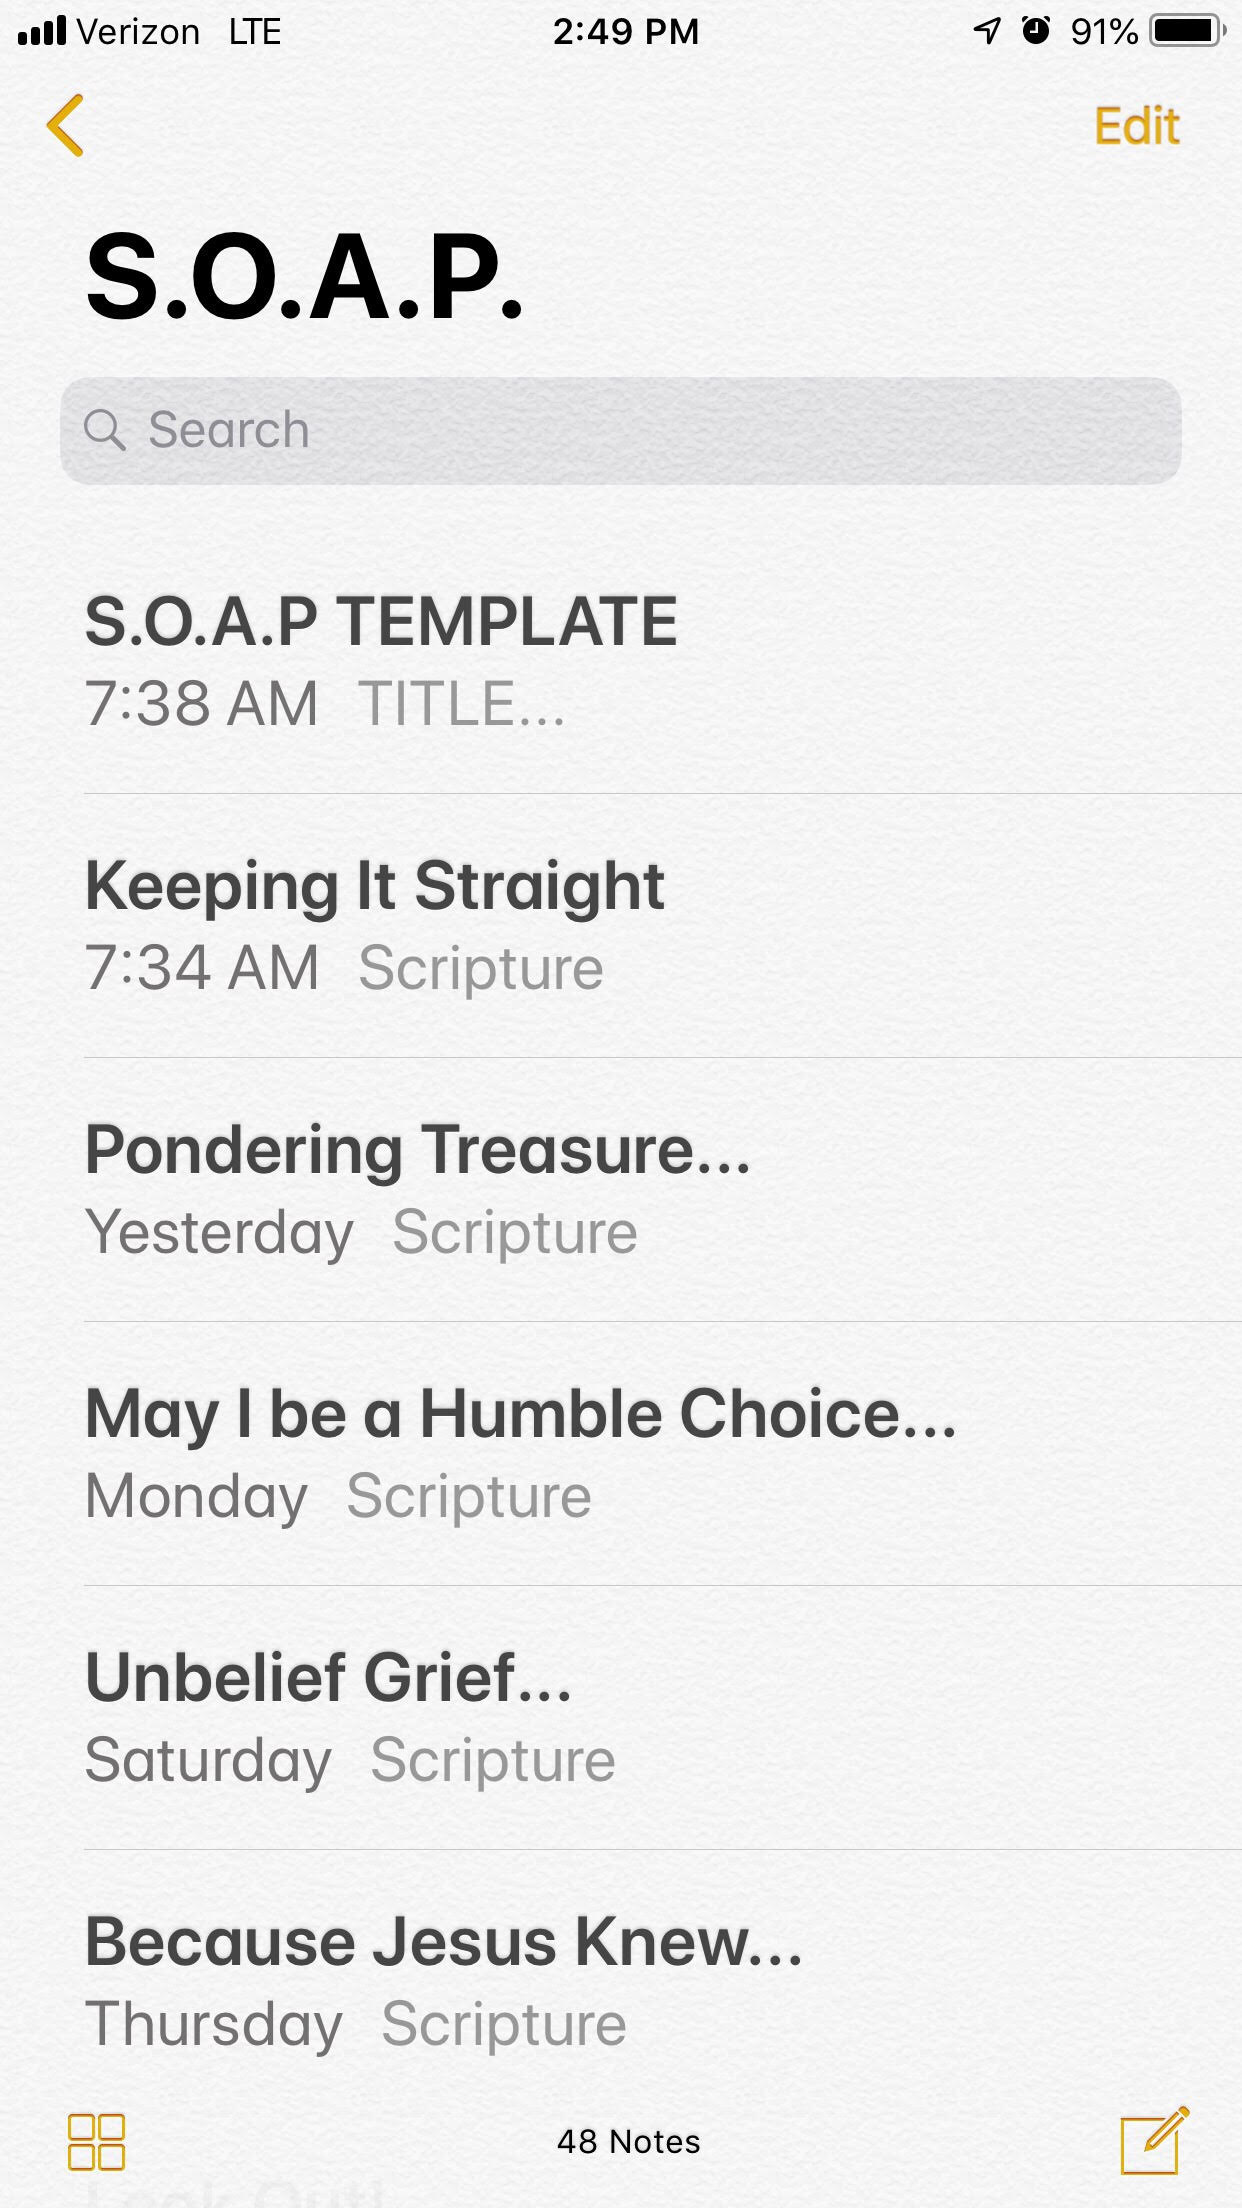 Verizon LTE 2:49 PM 91%
Edit
S.O.A.P.
Search
S.O.A.P TEMPLATE
7:38 AM TITLE...
Keeping It Straight
7:34 AM Scripture
Pondering Treasure...
Yesterday Scripture
May I be a Humble Choice...
Monday Scripture
Unbelief Grief...
Saturday Scripture
Because Jesus Knew...
Thursday Scripture
48 Notes